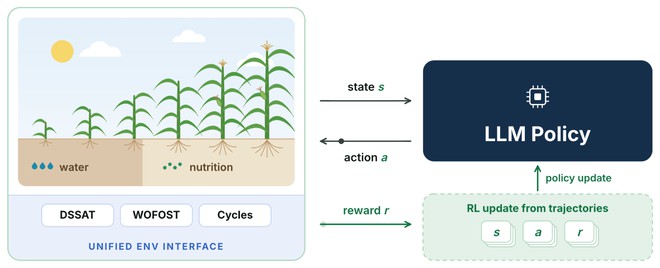 water
nutrition
DSSAT
WOFOST
Cycles
UNIFIED ENV INTERFACE
state s
action a
reward r
LLM Policy
policy update
RL update from trajectories
s
a
r